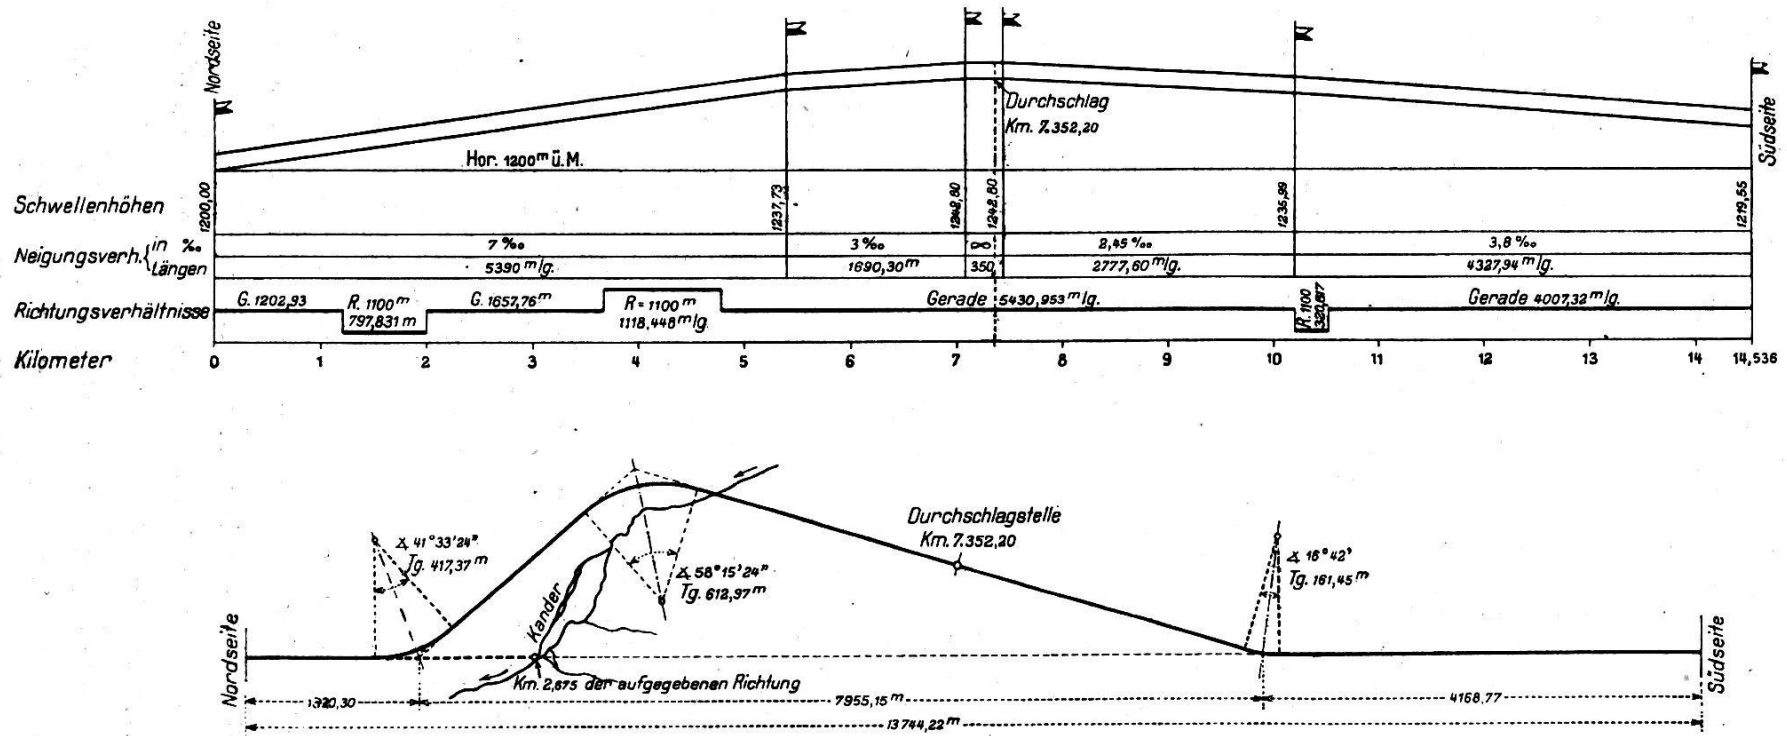 Nordseite
Südseite
Durchschlag
Km. 7.352,20
Hor. 1200 m ü. M.
Schwellenhöhen
1200,00
1237,73
1242,80
1242,80
1235,99
1219,55
Neigungsverh. { in ‰
Längen
7 ‰
3 ‰
∞
2,45 ‰
3,8 ‰
5390 m lg.
1690,30 m
350
2777,60 m lg.
4327,94 m lg.
Richtungsverhältnisse
G. 1202,93
R. 1100 m
797,831 m
G. 1657,76 m
R = 1100 m
1118,448 m lg.
Gerade 5430,953 m lg.
R. 1100
320,617
Gerade 4007,32 m lg.
Kilometer
0 1 2 3 4 5 6 7 8 9 10 11 12 13 14 14,536
∡ 41° 33' 24"
Tg. 417,37 m
∡ 58° 15' 24"
Tg. 612,97 m
Durchschlagstelle
Km. 7.352,20
∡ 16° 42'
Tg. 161,45 m
Kander
Nordseite
Südseite
Km. 2,675 der aufgegebenen Richtung
7955,15 m
4168,77
13744,22 m